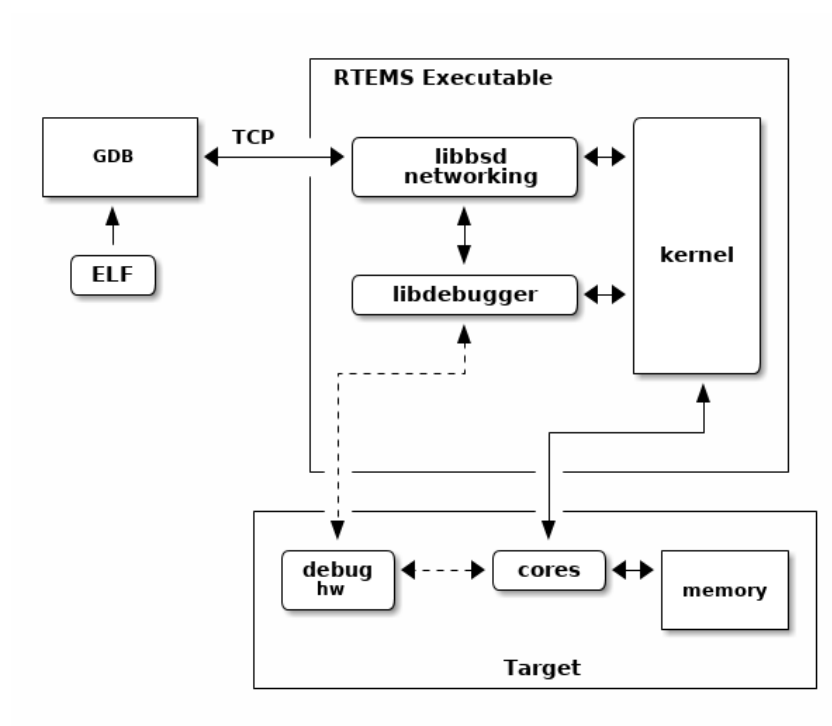 RTEMS Executable
TCP
GDB
libbsd
networking
kernel
ELF
libdebugger
debug
hw
cores
memory
Target